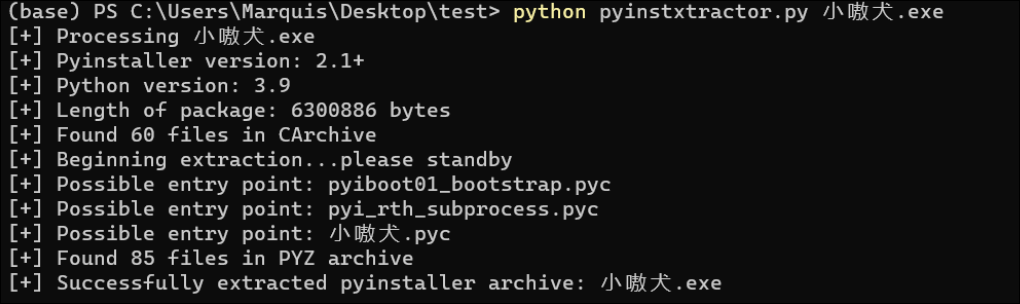 (base) PS C:\Users\Marquis\Desktop\test> python pyinstxtractor.py 小嗷犬.exe
[+] Processing 小嗷犬.exe
[+] Pyinstaller version: 2.1+
[+] Python version: 3.9
[+] Length of package: 6300886 bytes
[+] Found 60 files in CArchive
[+] Beginning extraction...please standby
[+] Possible entry point: pyiboot01_bootstrap.pyc
[+] Possible entry point: pyi_rth_subprocess.pyc
[+] Possible entry point: 小嗷犬.pyc
[+] Found 85 files in PYZ archive
[+] Successfully extracted pyinstaller archive: 小嗷犬.exe